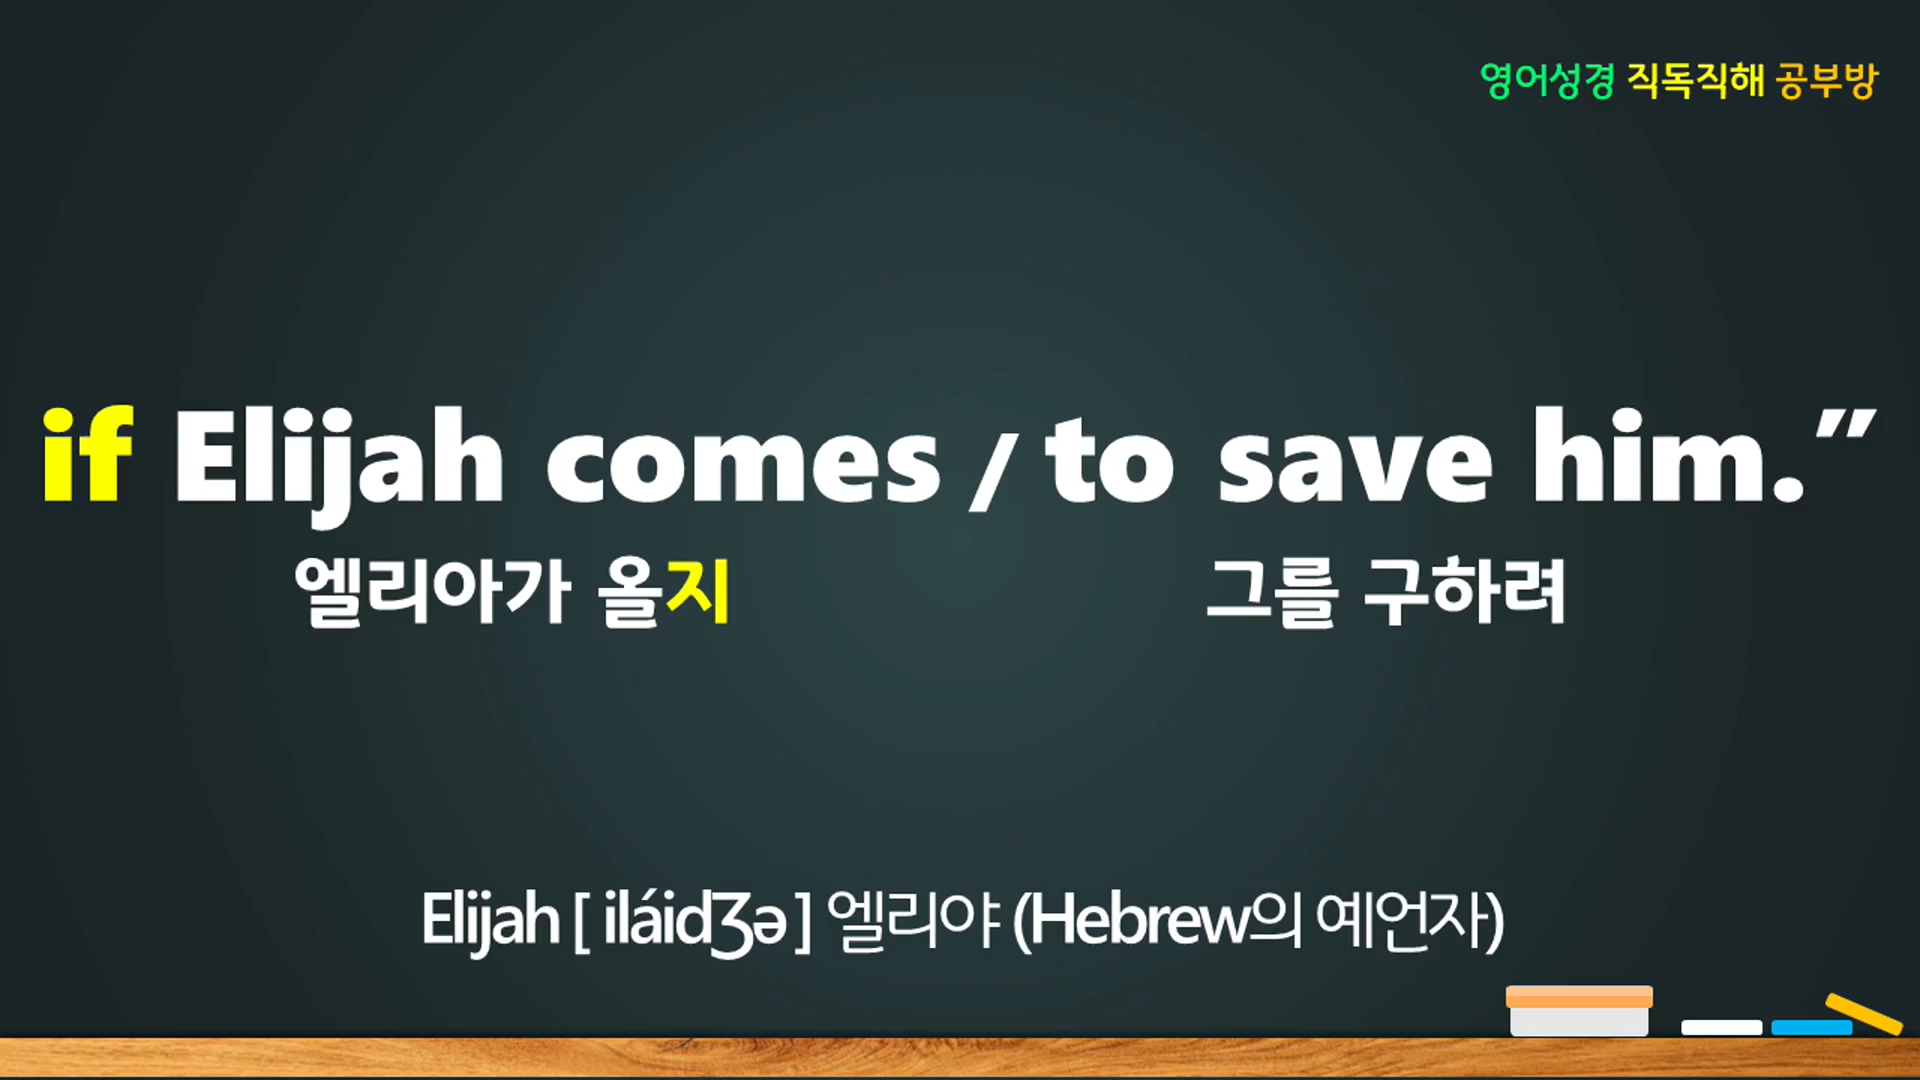 영어성경 직독직해 공부방
if Elijah comes / to save him.”
엘리아가 올지 그를 구하려
Elijah [ iláidʒə ] 엘리야 (Hebrew의 예언자)